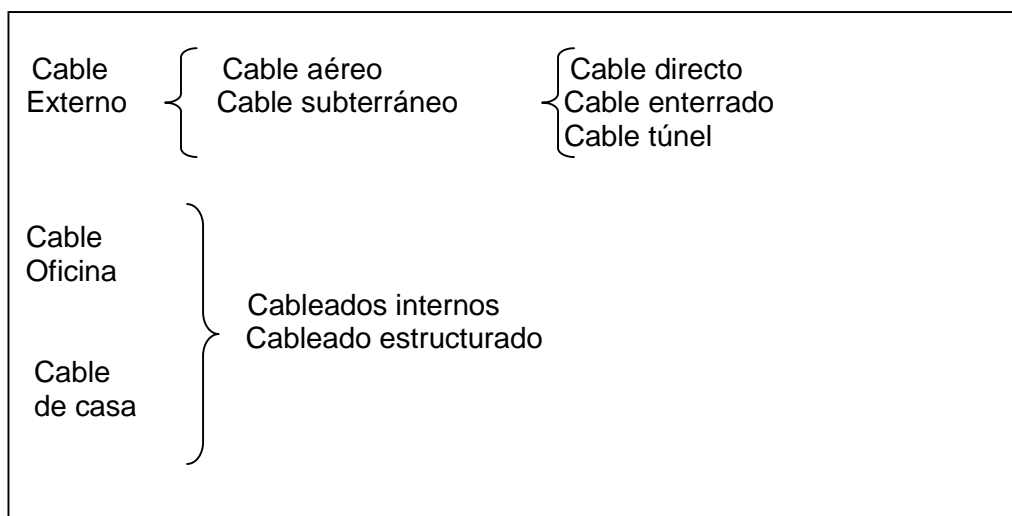 Cable
Externo
Cable aéreo
Cable subterráneo
Cable directo
Cable enterrado
Cable túnel
Cable
Oficina
Cableados internos
Cableado estructurado
Cable
de casa